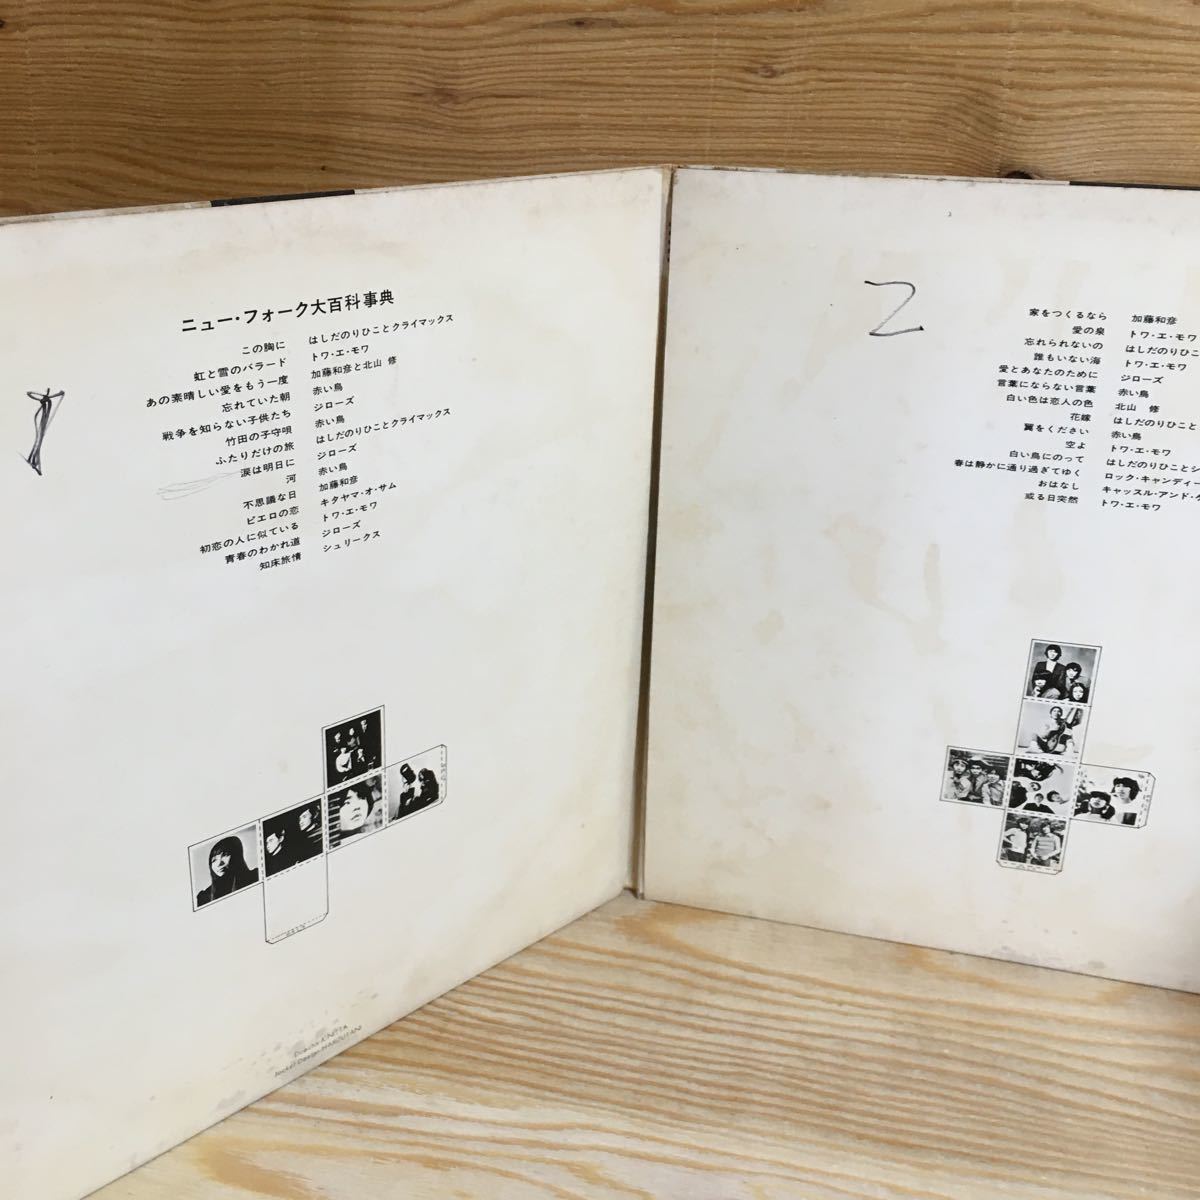 ニュー・フォーク大百科事典
この胸に はしだのりひことクライマックス
虹と雪のバラード トワ・エ・モワ
あの素晴しい愛をもう一度 加藤和彦と北山 修
忘れていた朝 赤い鳥
戦争を知らない子供たち ジローズ
竹田の子守唄 赤い鳥
ふたりだけの旅 はしだのりひことクライマックス
涙は明日に ジローズ
河 赤い鳥
不思議な日 加藤和彦
ピエロの恋 キタヤマ・オ・サム
初恋の人に似ている トワ・エ・モワ
青春のわかれ道 ジローズ
知床旅情 シュリークス
Jacket Design
2
家をつくるなら 加藤和彦
愛の泉 トワ・エ・モワ
忘れられないの はしだのりひこと
誰もいない海 トワ・エ・モワ
愛とあなたのために ジローズ
言葉にならない言葉 赤い鳥
白い色は恋人の色 北山 修
花嫁 はしだのりひこと
翼をください 赤い鳥
空よ トワ・エ・モワ
白い鳥にのって はしだのりひことシ
春は静かに通り過ぎてゆく ロック・キャンディー
おはなし キャッスル・アンド・ゲ
或る日突然 トワ・エ・モワ